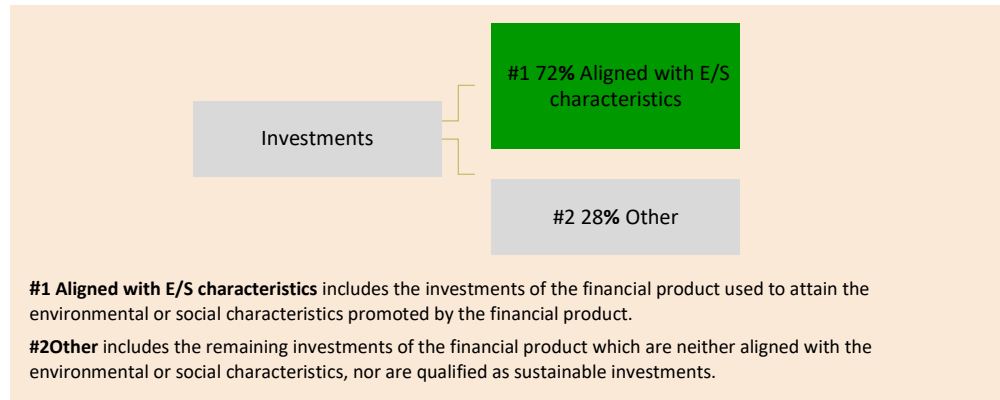 #1 72% Aligned with E/S
characteristics
Investments
#2 28% Other
#1 Aligned with E/S characteristics includes the investments of the financial product used to attain the
environmental or social characteristics promoted by the financial product.
#2Other includes the remaining investments of the financial product which are neither aligned with the
environmental or social characteristics, nor are qualified as sustainable investments.